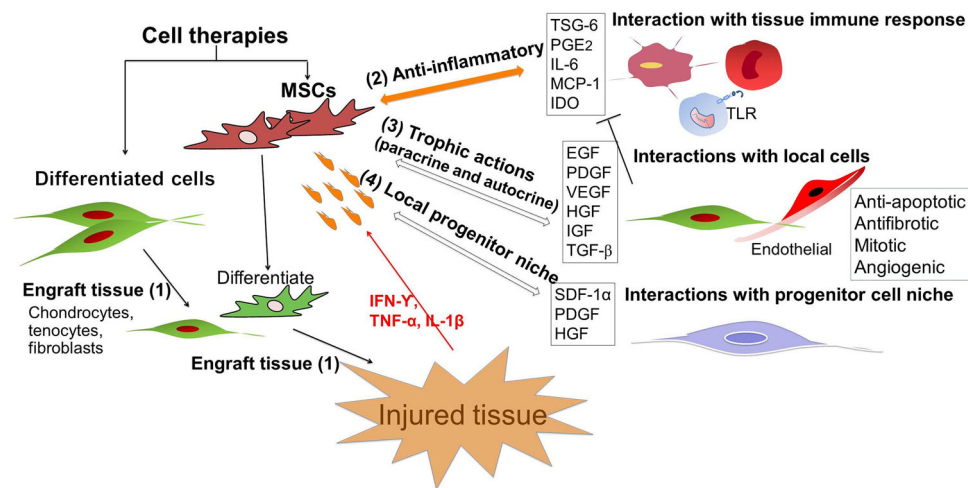 Cell therapies
MSCs
(2) Anti-inflammatory
TSG-6
PGE2
IL-6
MCP-1
IDO
Interaction with tissue immune response
TLR
(3) Trophic actions
(paracrine and autocrine)
EGF
PDGF
VEGF
HGF
IGF
TGF-β
Interactions with local cells
Endothelial
Anti-apoptotic
Antifibrotic
Mitotic
Angiogenic
(4) Local progenitor niche
SDF-1α
PDGF
HGF
Interactions with progenitor cell niche
Differentiated cells
Engraft tissue (1)
Chondrocytes,
tenocytes,
fibroblasts
Differentiate
Engraft tissue (1)
IFN-ϒ,
TNF-α, IL-1β
Injured tissue